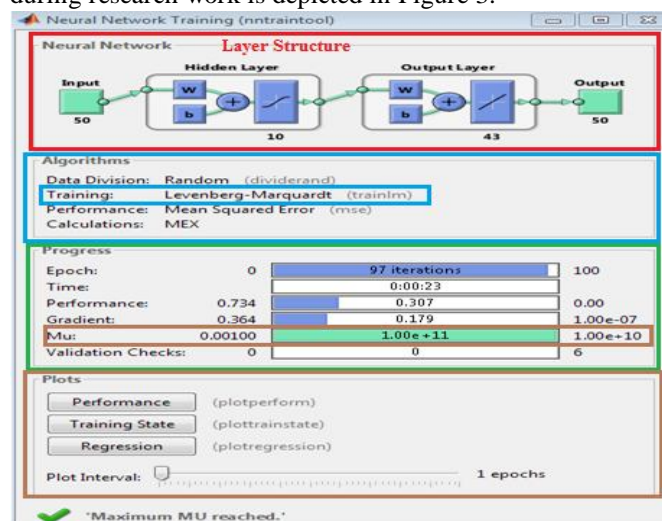 during research work is depicted in Figure 3.
Neural Network Training (nntraintool)
Neural Network Layer Structure
Hidden Layer Output Layer
Input Output
W W
b b
+ +
50 50
10 43
Algorithms
Data Division: Random (dividerand)
Training: Levenberg-Marquardt (trainlm)
Performance: Mean Squared Error (mse)
Calculations: MEX
Progress
Epoch: 0 97 iterations 100
Time: 0:00:23
Performance: 0.734 0.307 0.00
Gradient: 0.364 0.179 1.00e-07
Mu: 0.00100 1.00e+11 1.00e+10
Validation Checks: 0 0 6
Plots
Performance (plotperform)
Training State (plottrainstate)
Regression (plotregression)
Plot Interval: 1 epochs
'Maximum MU reached.'